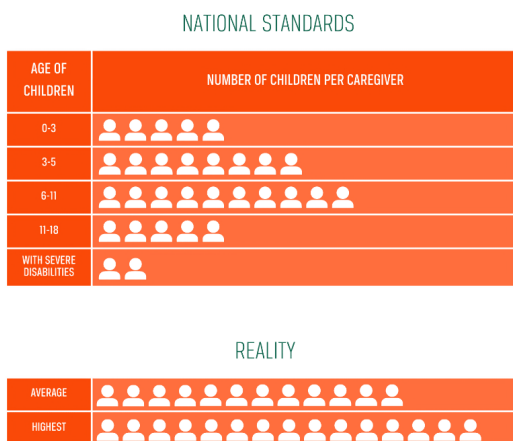 NATIONAL STANDARDS
AGE OF
CHILDREN
NUMBER OF CHILDREN PER CAREGIVER
0-3
3-5
6-11
11-18
WITH SEVERE
DISABILITIES
REALITY
AVERAGE
HIGHEST